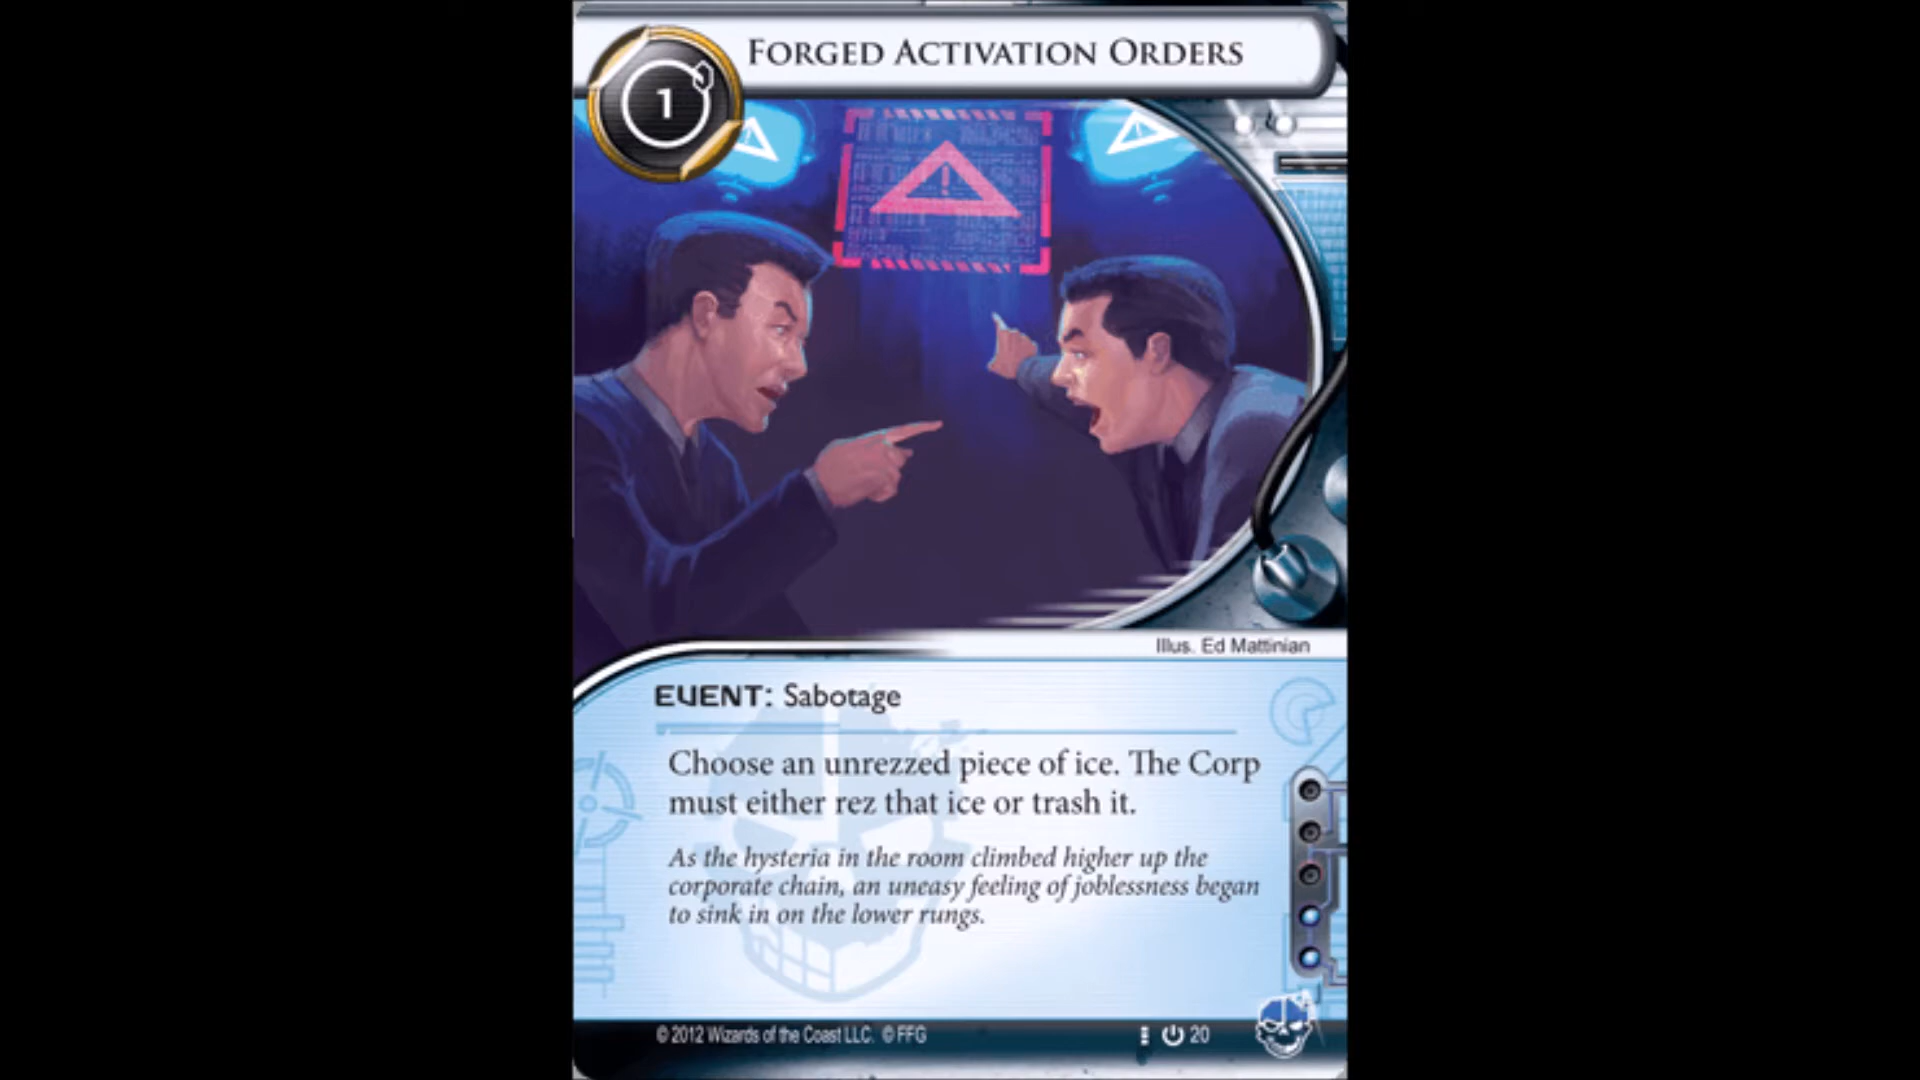 Forged Activation Orders
1
Illus. Ed Mattinian
EVENT: Sabotage
Choose an unrezzed piece of ice. The Corp
must either rez that ice or trash it.
As the hysteria in the room climbed higher up the
corporate chain, an uneasy feeling of joblessness began
to sink in on the lower rungs.
© 2012 Wizards of the Coast LLC. © FFG
20